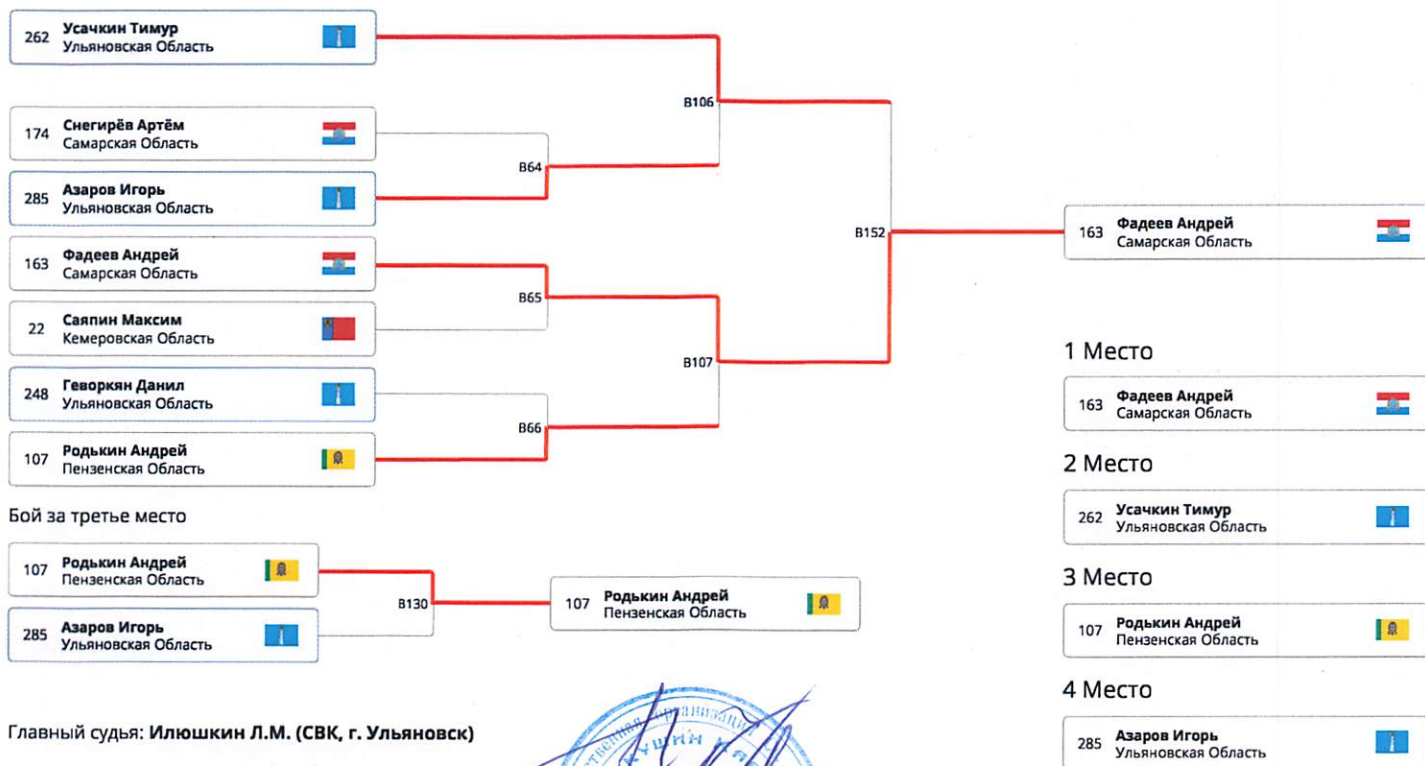 262 Усачкин Тимур
Ульяновская Область
174 Снегирёв Артём
Самарская Область
285 Азаров Игорь
Ульяновская Область
163 Фадеев Андрей
Самарская Область
22 Саяпин Максим
Кемеровская Область
248 Геворкян Данил
Ульяновская Область
107 Родькин Андрей
Пензенская Область
B64
B65
B66
B106
B107
B152
163 Фадеев Андрей
Самарская Область
Бой за третье место
107 Родькин Андрей
Пензенская Область
285 Азаров Игорь
Ульяновская Область
B130
107 Родькин Андрей
Пензенская Область
1 Место
163 Фадеев Андрей
Самарская Область
2 Место
262 Усачкин Тимур
Ульяновская Область
3 Место
107 Родькин Андрей
Пензенская Область
4 Место
285 Азаров Игорь
Ульяновская Область
Главный судья: Илюшкин Л.М. (СВК, г. Ульяновск)